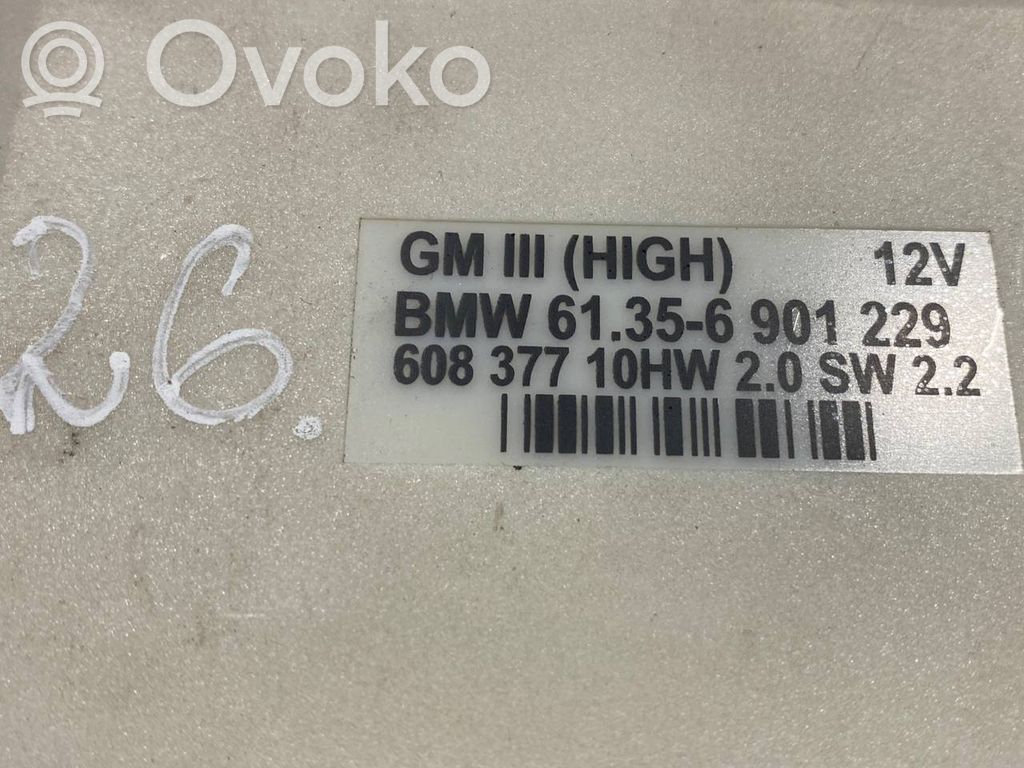 Ovoko
26.
GM III (HIGH) 12V
BMW 61.35-6 901 229
608 377 10HW 2.0 SW 2.2